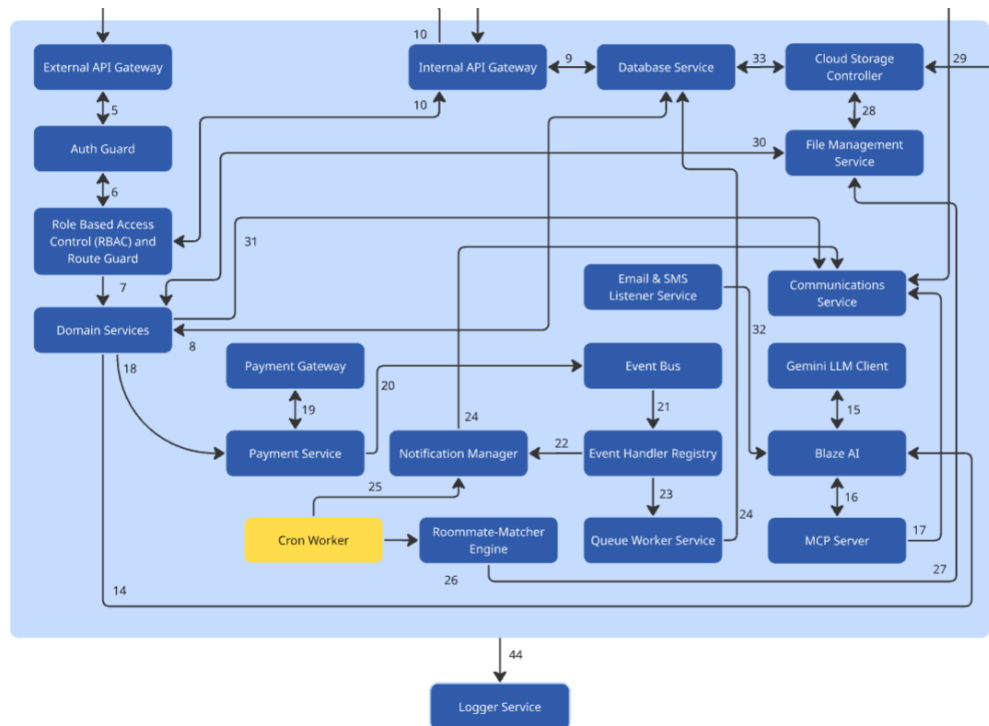 10
External API Gateway
Internal API Gateway
9
Database Service
33
Cloud Storage
Controller
29
5
10
28
Auth Guard
30
File Management
Service
6
Role Based Access
Control (RBAC) and
Route Guard
31
7
Email & SMS
Listener Service
Communications
Service
Domain Services
8
32
18
Payment Gateway
20
Event Bus
Gemini LLM Client
19
24
21
15
Payment Service
Notification Manager
22
Event Handler Registry
Blaze AI
25
23
16
Cron Worker
Roommate-Matcher
Engine
Queue Worker Service
24
MCP Server
17
14
26
27
44
Logger Service